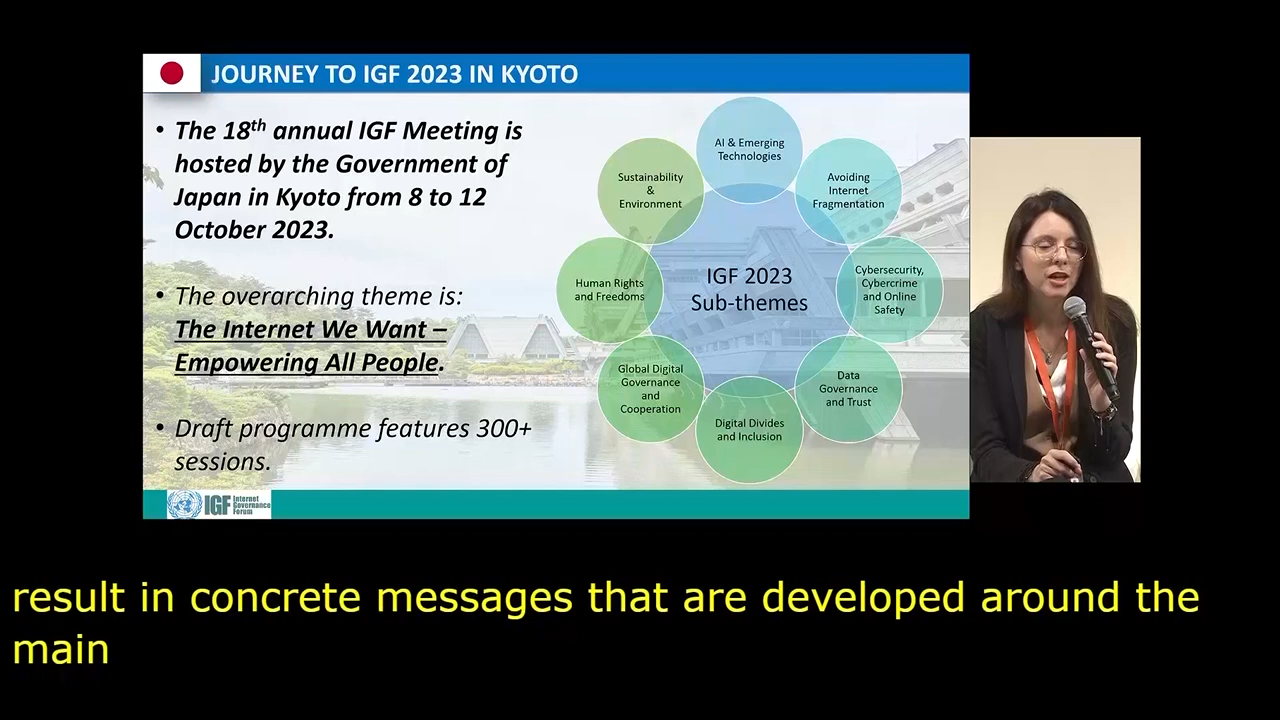 JOURNEY TO IGF 2023 IN KYOTO
• The 18th annual IGF Meeting is
hosted by the Government of
Japan in Kyoto from 8 to 12
October 2023.
• The overarching theme is:
The Internet We Want –
Empowering All People.
• Draft programme features 300+
sessions.
AI & Emerging
Technologies
Avoiding
Internet
Fragmentation
Cybersecurity,
Cybercrime
and Online
Safety
Data
Governance
and Trust
Digital Divides
and Inclusion
Global Digital
Governance
and
Cooperation
Human Rights
and Freedoms
Sustainability
&
Environment
IGF 2023
Sub-themes
IGF
Internet
Governance
Forum
result in concrete messages that are developed around the
main